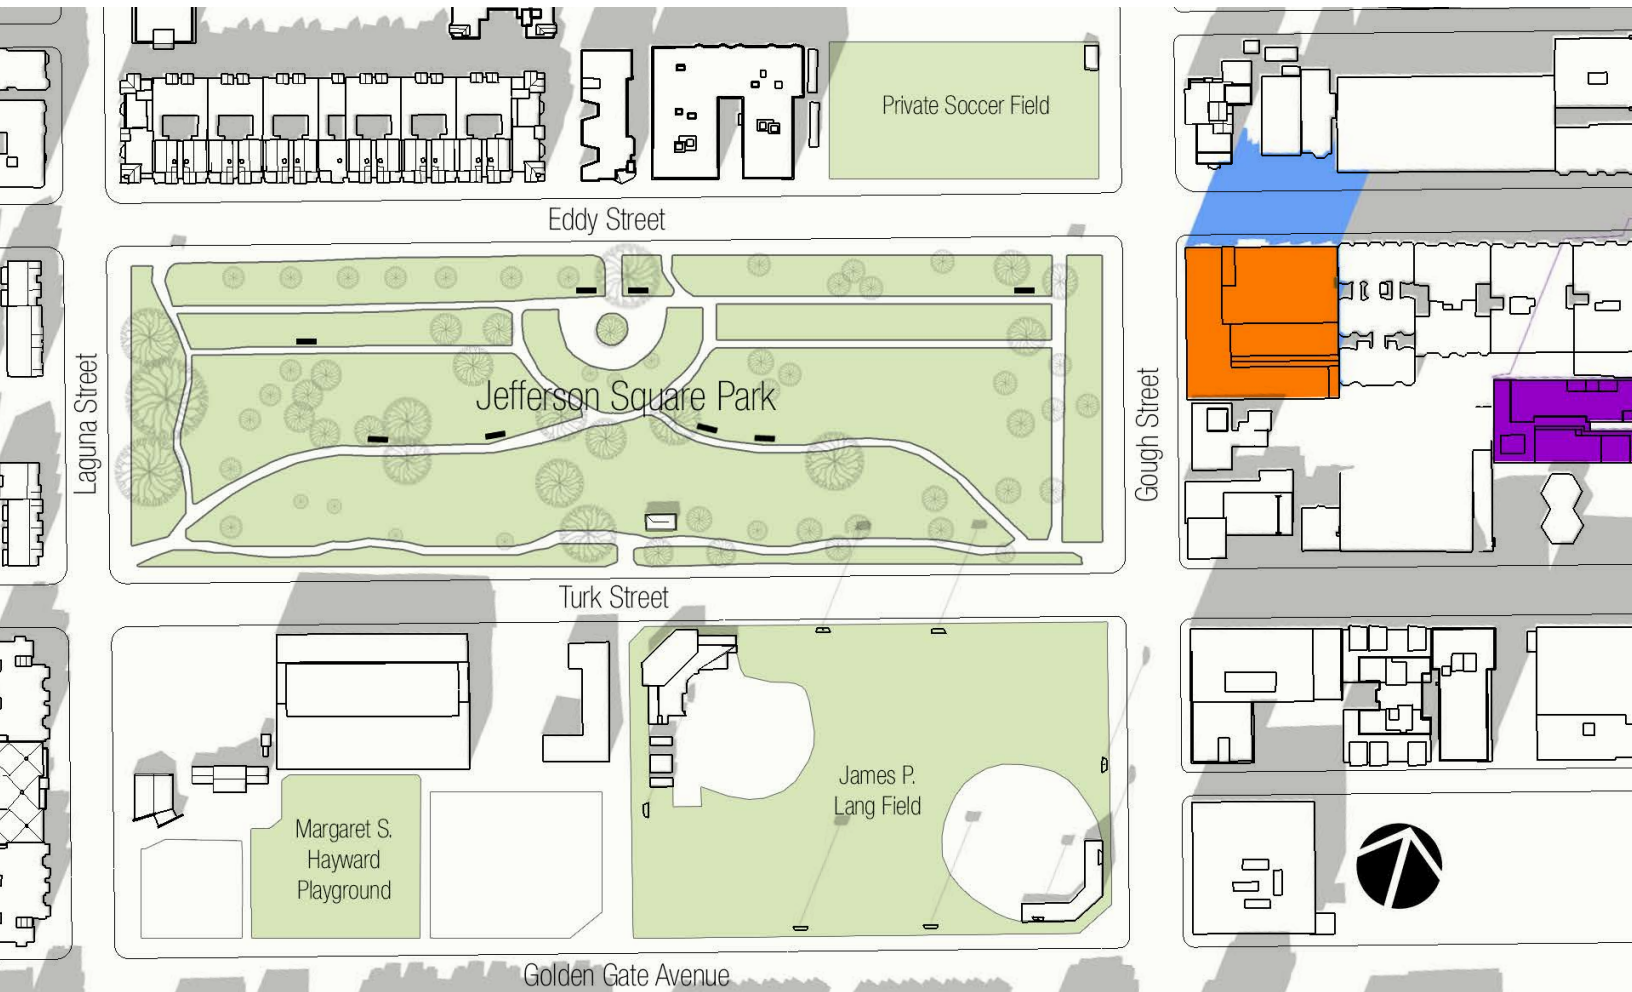 Private Soccer Field
Eddy Street
Laguna Street
Jefferson Square Park
Gough Street
Turk Street
James P.
Lang Field
Margaret S.
Hayward
Playground
Golden Gate Avenue